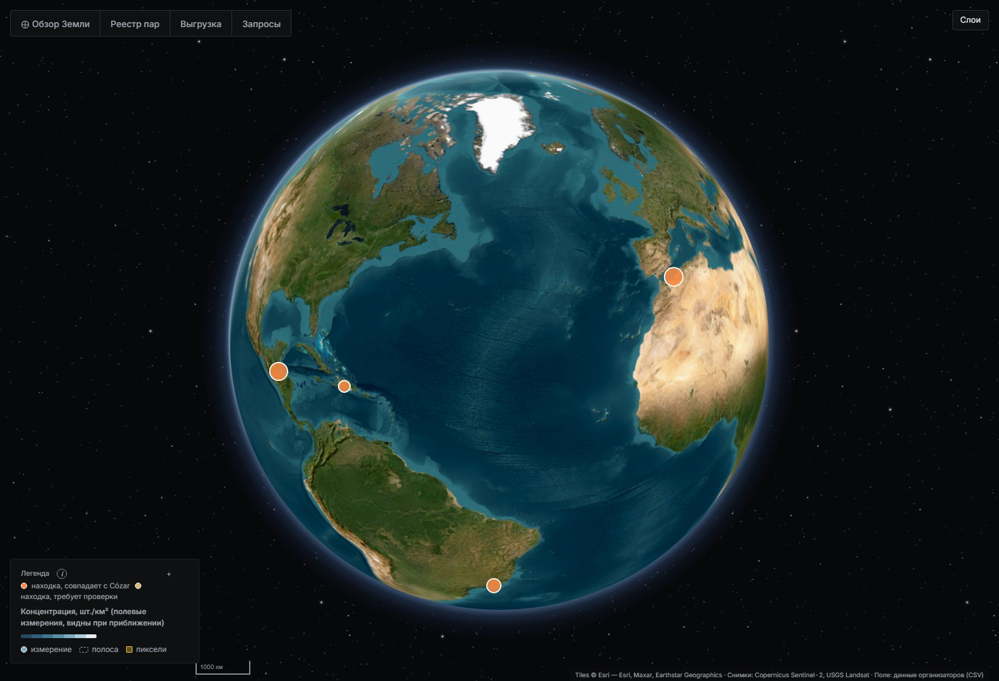 Обзор Земли
Реестр пар
Выгрузка
Запросы
Слои
Легенда i +
находка, совпадает с Cózar
находка, требует проверки
Концентрация, шт./км² (полевые
измерения, видны при приближении)
измерение полоса пиксели
1000 км
Tiles © Esri — Esri, Maxar, Earthstar Geographics · Снимки: Copernicus Sentinel-2, USGS Landsat · Поле: данные организаторов (CSV)